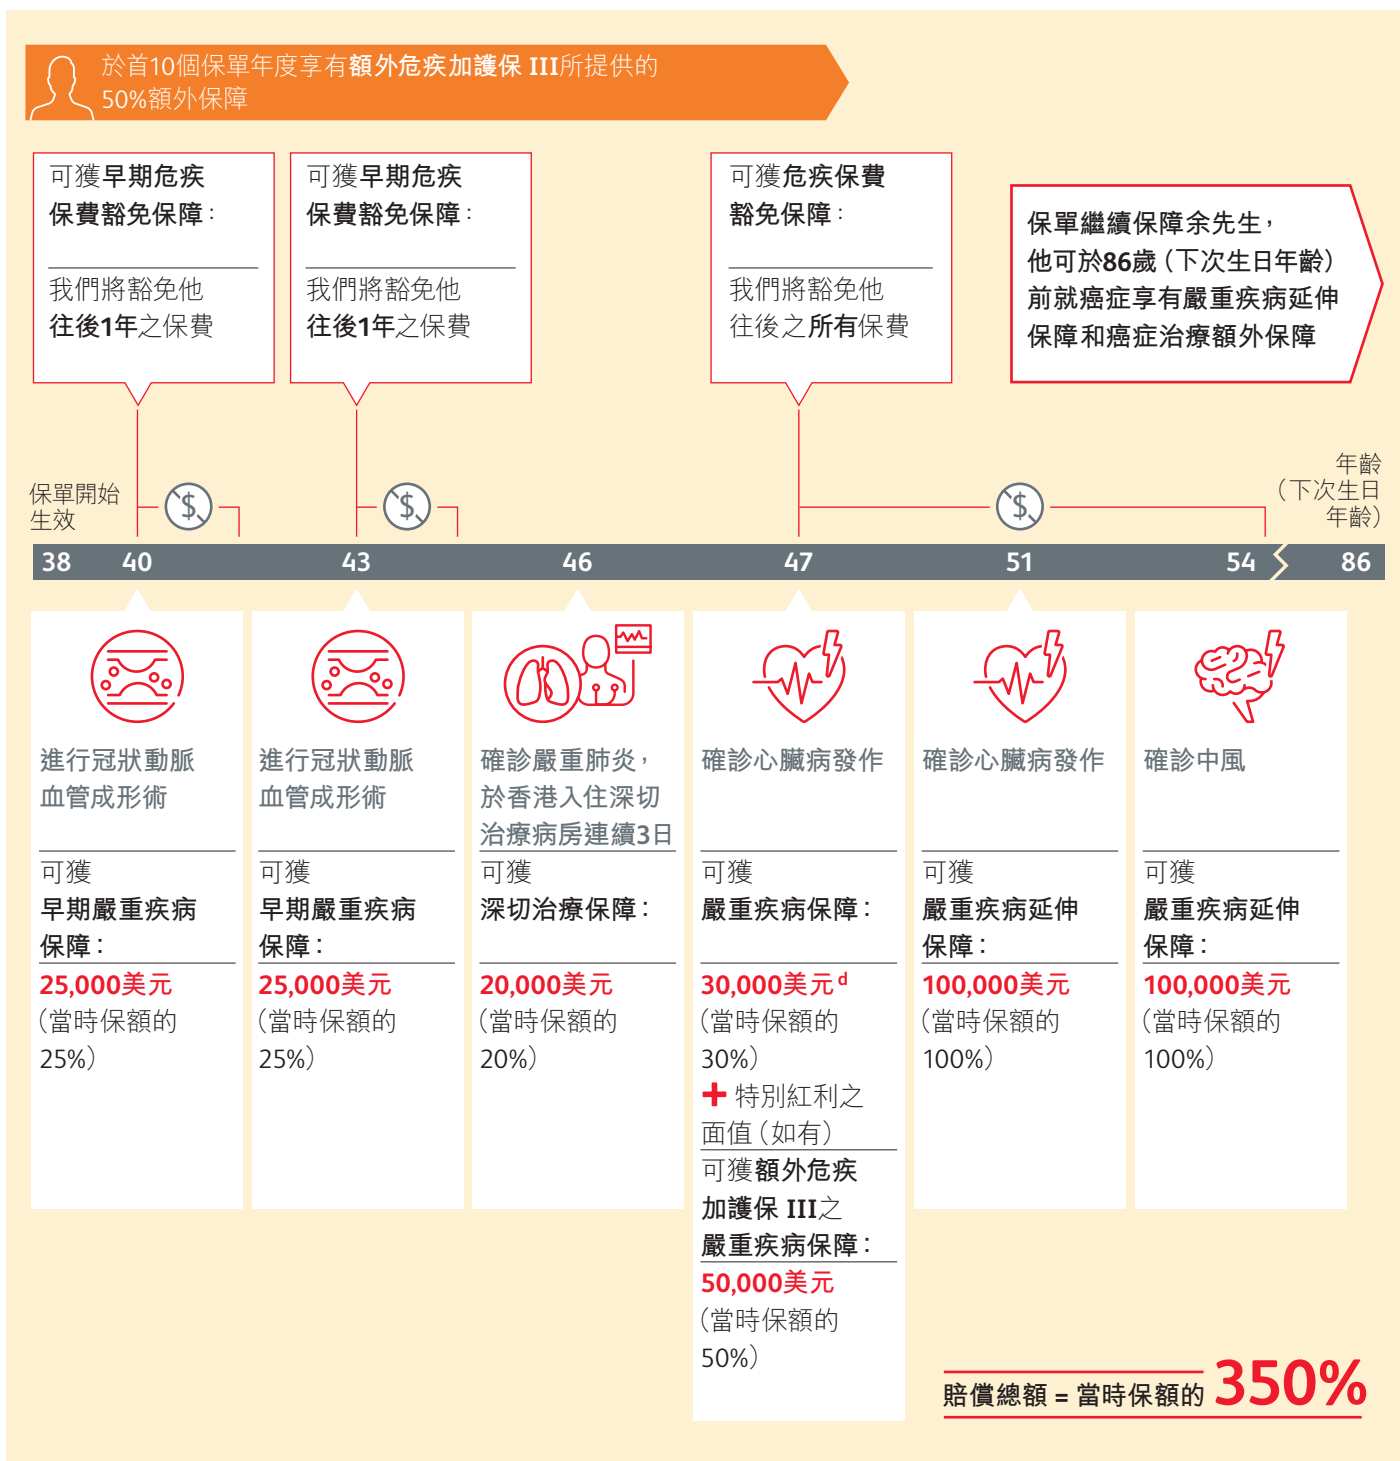 於首10個保單年度享有額外危疾加護保 III所提供的
50%額外保障
可獲早期危疾
保費豁免保障：
我們將豁免他
往後1年之保費
可獲早期危疾
保費豁免保障：
我們將豁免他
往後1年之保費
可獲危疾保費
豁免保障：
我們將豁免他
往後之所有保費
保單繼續保障余先生，
他可於86歲（下次生日年齡）
前就癌症享有嚴重疾病延伸
保障和癌症治療額外保障
保單開始
生效
年齡
（下次生日
年齡）
$
$
$
38 40 43 46 47 51 54 86
進行冠狀動脈
血管成形術
可獲
早期嚴重疾病
保障：
25,000美元
（當時保額的
25%）
進行冠狀動脈
血管成形術
可獲
早期嚴重疾病
保障：
25,000美元
（當時保額的
25%）
確診嚴重肺炎，
於香港入住深切
治療病房連續3日
可獲
深切治療保障：
20,000美元
（當時保額的
20%）
確診心臟病發作
可獲
嚴重疾病保障：
30,000美元 d
（當時保額的
30%）
+ 特別紅利之
面值（如有）
可獲額外危疾
加護保 III之
嚴重疾病保障：
50,000美元
（當時保額的
50%）
確診心臟病發作
可獲
嚴重疾病延伸
保障：
100,000美元
（當時保額的
100%）
確診中風
可獲
嚴重疾病延伸
保障：
100,000美元
（當時保額的
100%）
賠償總額 = 當時保額的 350%